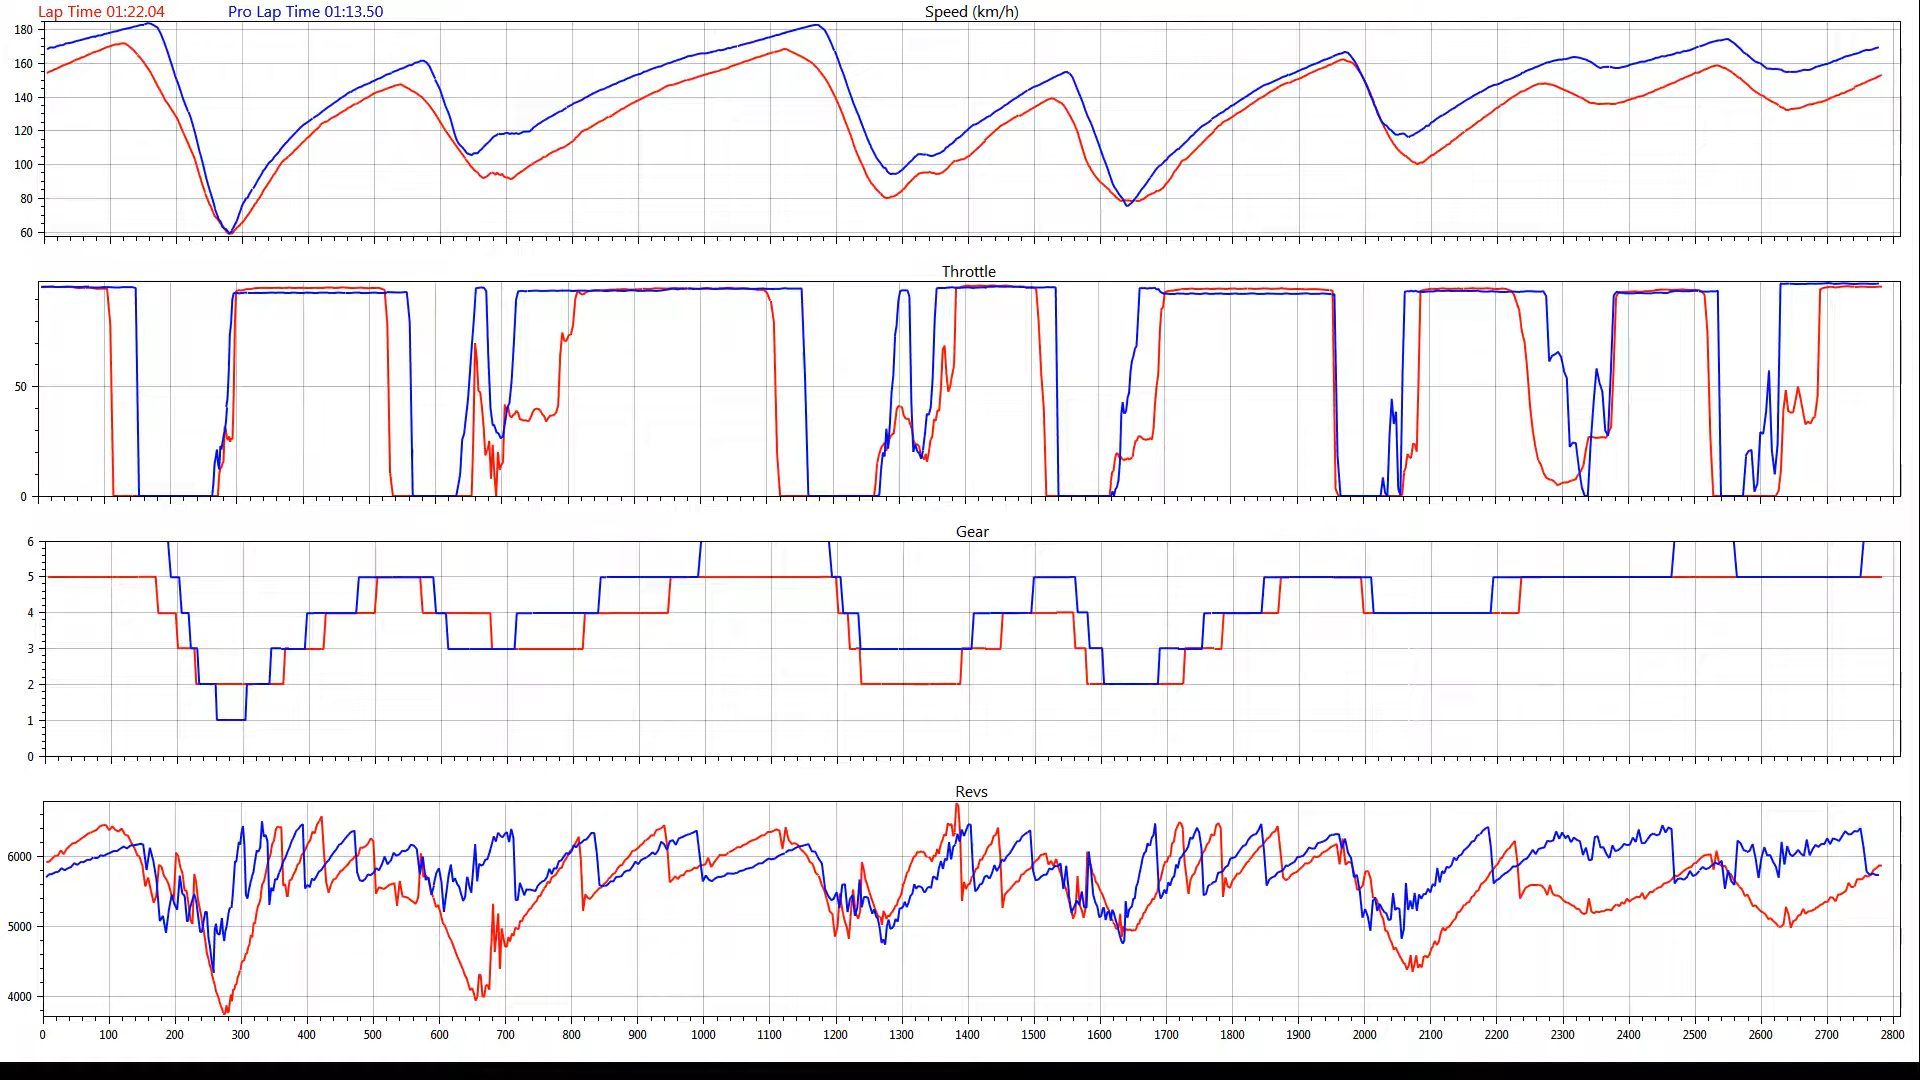 Lap Time 01:22.04
Pro Lap Time 01:13.50
Speed (km/h)
180
160
140
120
100
80
60
Throttle
50
0
Gear
6
5
4
3
2
1
0
Revs
6000
5000
4000
0 100 200 300 400 500 600 700 800 900 1000 1100 1200 1300 1400 1500 1600 1700 1800 1900 2000 2100 2200 2300 2400 2500 2600 2700 2800